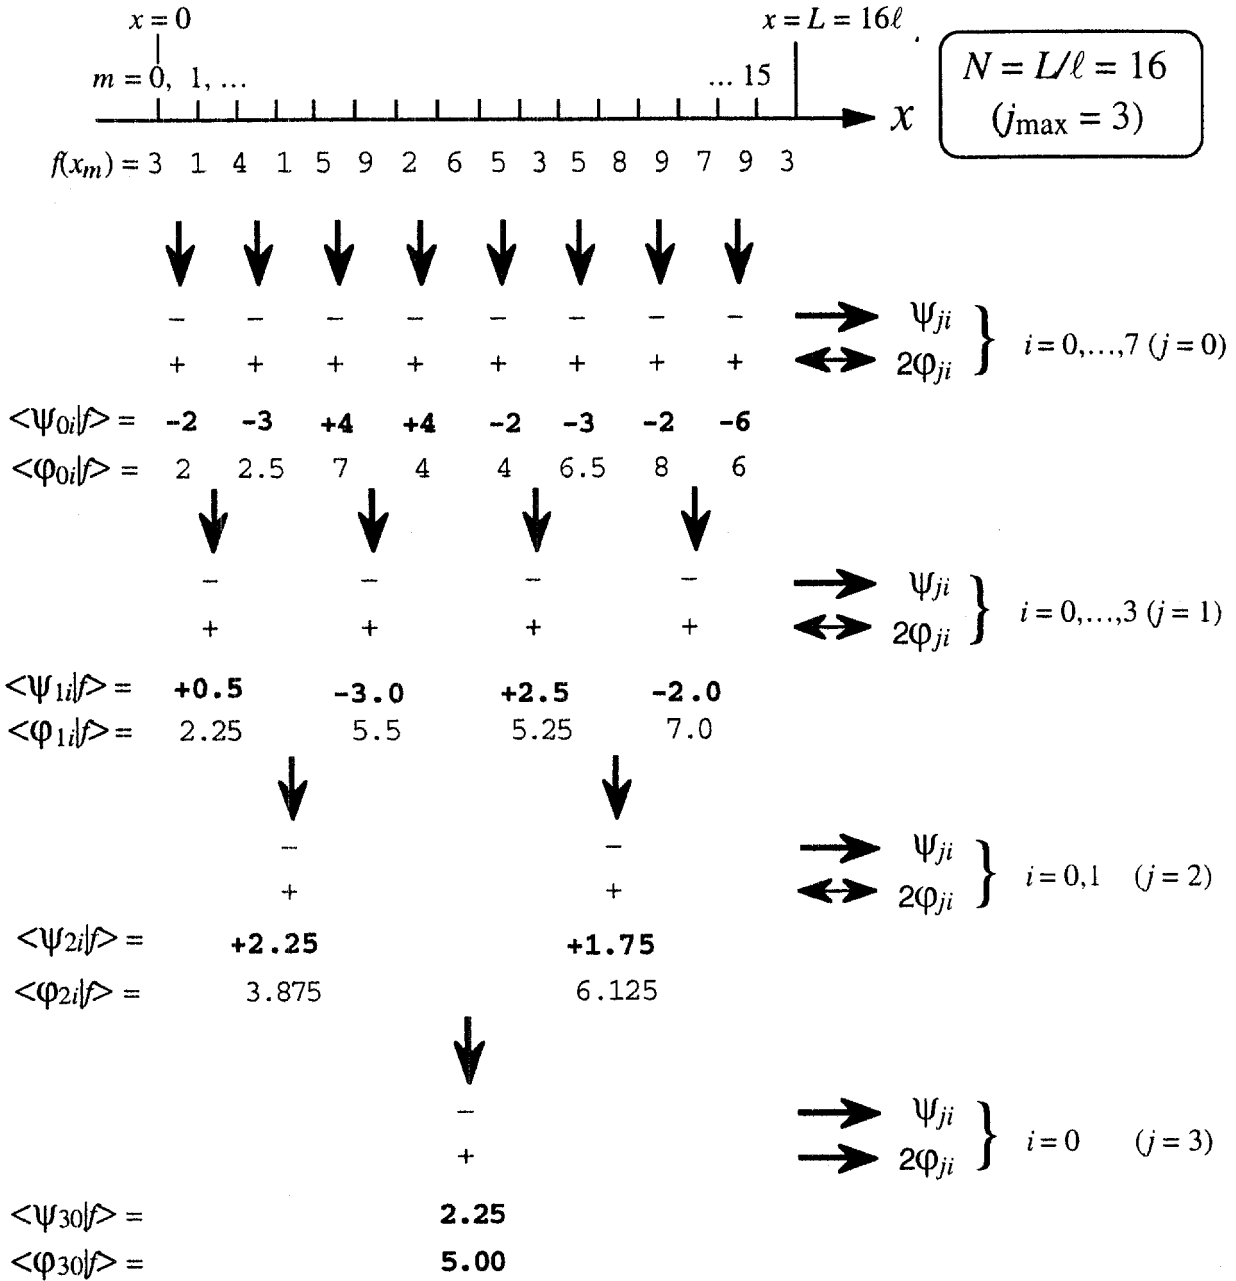 x = 0
x = L = 16ℓ
m = 0, 1, ...
... 15
x
N = L/ℓ = 16
(jmax = 3)
f(xm) = 3 1 4 1 5 9 2 6 5 3 5 8 9 7 9 3
− − − − − − − − ψji
+ + + + + + + + 2φji
} i = 0,...,7 (j = 0)
<ψ0i|f> = -2 -3 +4 +4 -2 -3 -2 -6
<φ0i|f> = 2 2.5 7 4 4 6.5 8 6
− − − − ψji
+ + + + 2φji
} i = 0,...,3 (j = 1)
<ψ1i|f> = +0.5 -3.0 +2.5 -2.0
<φ1i|f> = 2.25 5.5 5.25 7.0
− − ψji
+ + 2φji
} i = 0,1 (j = 2)
<ψ2i|f> = +2.25 +1.75
<φ2i|f> = 3.875 6.125
− ψji
+ 2φji
} i = 0 (j = 3)
<ψ30|f> = 2.25
<φ30|f> = 5.00